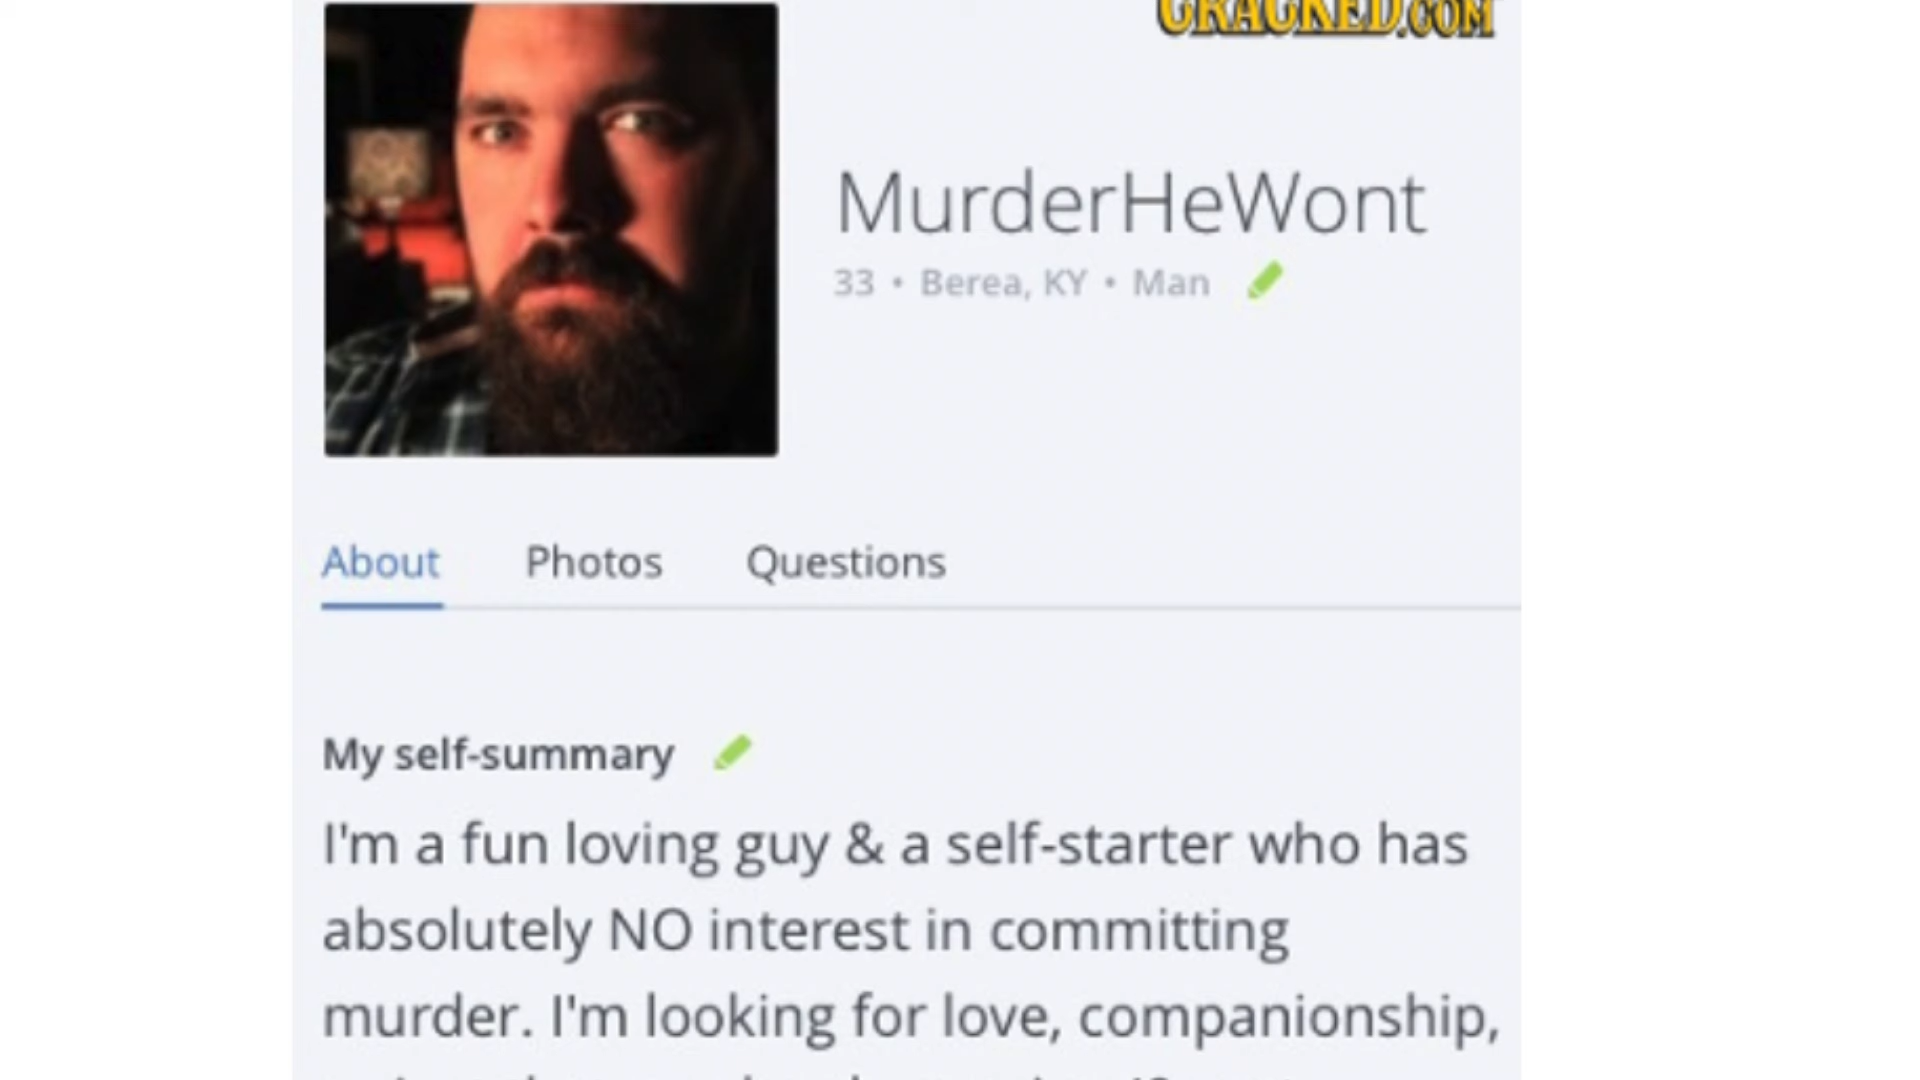 CRACKED.COM
MurderHeWont
33 • Berea, KY • Man
About Photos Questions
My self-summary
I'm a fun loving guy & a self-starter who has
absolutely NO interest in committing
murder. I'm looking for love, companionship,